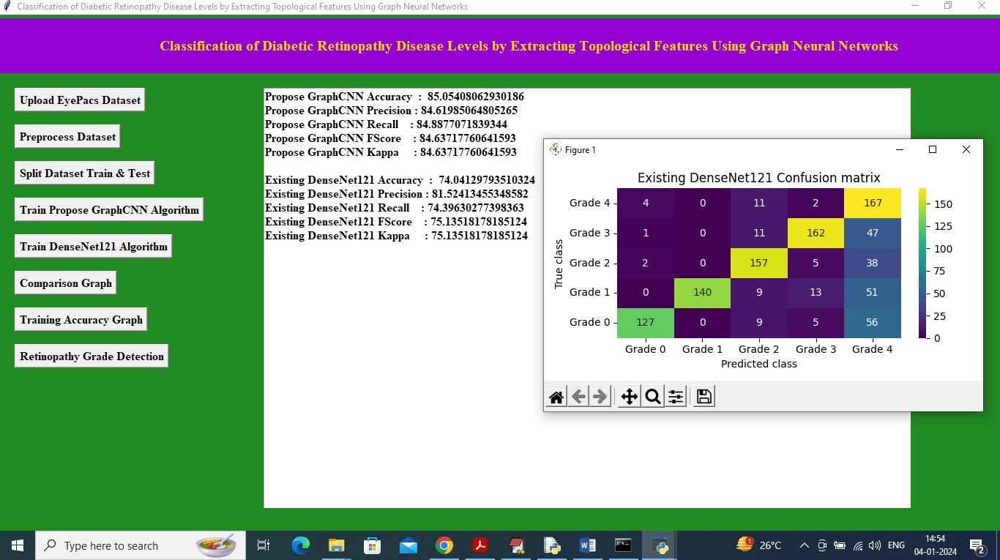 Classification of Diabetic Retinopathy Disease Levels by Extracting Topological Features Using Graph Neural Networks
Classification of Diabetic Retinopathy Disease Levels by Extracting Topological Features Using Graph Neural Networks
Upload EyePacs Dataset
Preprocess Dataset
Split Dataset Train & Test
Train Propose GraphCNN Algorithm
Train DenseNet121 Algorithm
Comparison Graph
Training Accuracy Graph
Retinopathy Grade Detection
Propose GraphCNN Accuracy : 85.05408062930186
Propose GraphCNN Precision : 84.61985064805265
Propose GraphCNN Recall : 84.8877071839344
Propose GraphCNN FScore : 84.63717760641593
Propose GraphCNN Kappa : 84.63717760641593
Existing DenseNet121 Accuracy : 74.04129793510324
Existing DenseNet121 Precision : 81.52413455348582
Existing DenseNet121 Recall : 74.39630277398363
Existing DenseNet121 FScore : 75.13518178185124
Existing DenseNet121 Kappa : 75.13518178185124
Figure 1
Existing DenseNet121 Confusion matrix
True class
Grade 4 4 0 11 2 167
Grade 3 1 0 11 162 47
Grade 2 2 0 157 5 38
Grade 1 0 140 9 13 51
Grade 0 127 0 9 5 56
Grade 0 Grade 1 Grade 2 Grade 3 Grade 4
Predicted class
150
125
100
75
50
25
0
Type here to search
1
26°C
ENG
14:54
04-01-2024
2